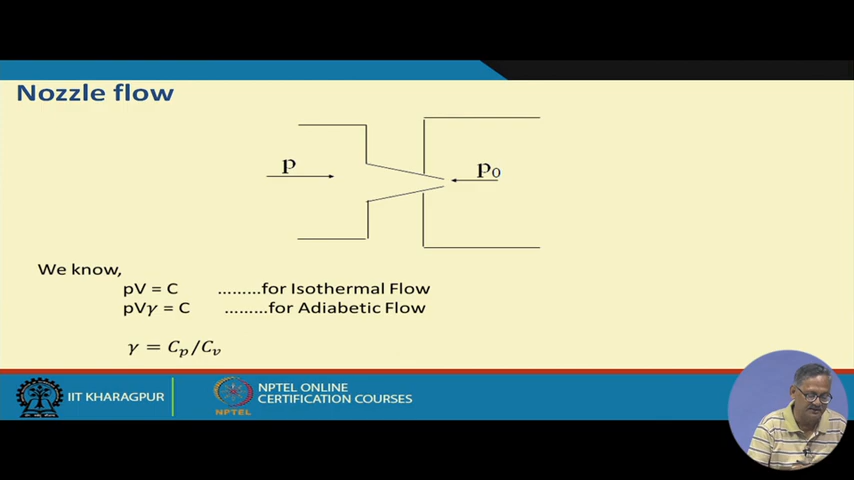 Nozzle flow
p
p₀
We know,
pV = C .........for Isothermal Flow
pVγ = C .........for Adiabetic Flow
γ = Cₚ/Cᵥ
IIT KHARAGPUR
NPTEL
NPTEL ONLINE
CERTIFICATION COURSES